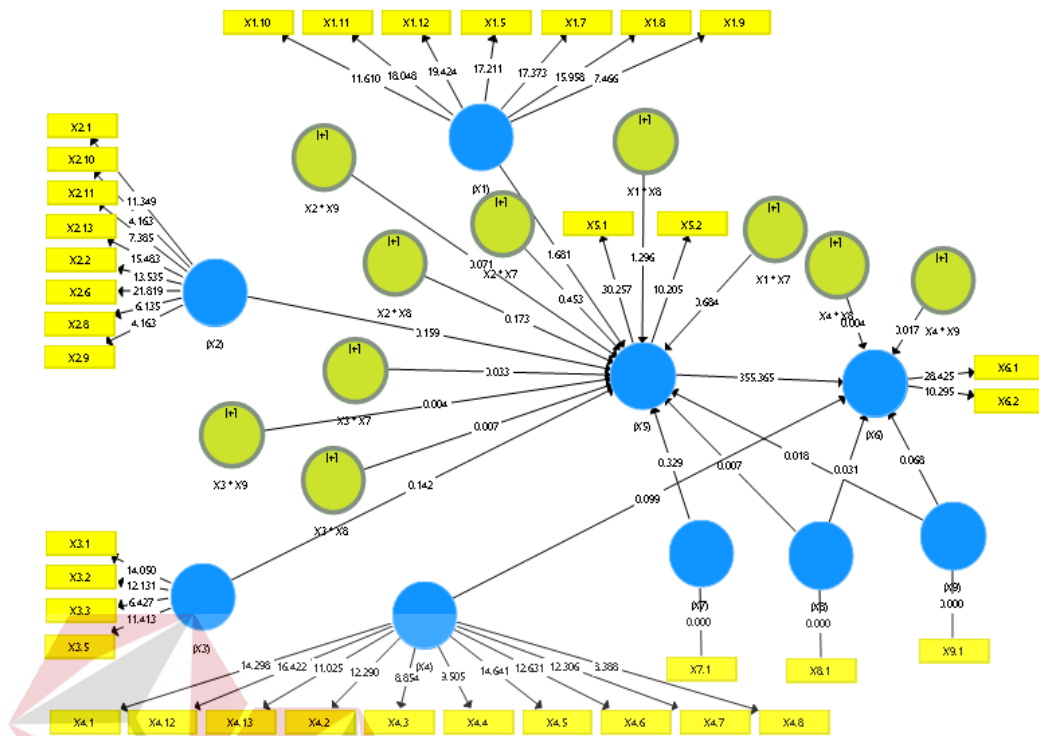 X1.10 X1.11 X1.12 X1.5 X1.7 X1.8 X1.9
11.610 18.048 19.424 17.211 17.373 15.958 7.466
(X1)
[+]
X2 * X9
[+]
X1 * X8
[+]
X2 * X7
[+]
X2 * X8
[+]
X1 * X7
[+]
X4 * X8
[+]
X4 * X9
X2.1
X2.10
X2.11
X2.13
X2.2
X2.6
X2.8
X2.9
11.349
4.163
7.385
15.483
13.535
21.819
6.135
4.163
(X2)
X5.1 X5.2
30.257 10.205
1.681
1.296
0.071
0.453
0.173
0.684
0.004
0.017
0.159
[+]
X3 * X7
0.033
[+]
X3 * X9
0.004
[+]
X3 * X8
0.007
0.142
(X5)
355.365
(X6)
28.425 X6.1
10.295 X6.2
0.329
0.007
0.018
0.031
0.068
0.099
X3.1
X3.2
X3.3
X3.5
14.050
12.131
6.427
11.413
(X3)
(X4)
(X7)
0.000
X7.1
(X8)
0.000
X8.1
(X9)
0.000
X9.1
14.298 16.422 11.025 12.290 8.854 9.505 14.641 12.631 12.306
X4.1 X4.12 X4.13 X4.2 X4.3 X4.4 X4.5 X4.6 X4.7 X4.8